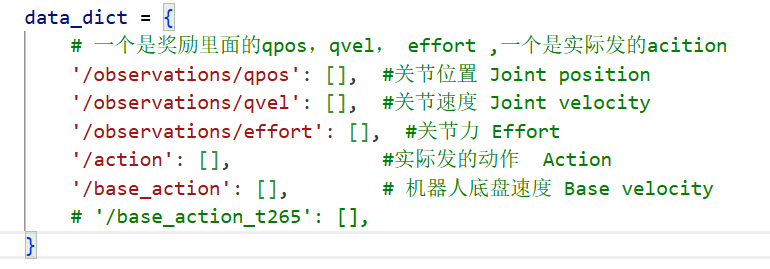 data_dict = {
# 一个是奖励里面的qpos，qvel， effort ,一个是实际发的acition
'/observations/qpos': [], #关节位置 Joint position
'/observations/qvel': [], #关节速度 Joint velocity
'/observations/effort': [], #关节力 Effort
'/action': [], #实际发的动作 Action
'/base_action': [], # 机器人底盘速度 Base velocity
# '/base_action_t265': [],
}